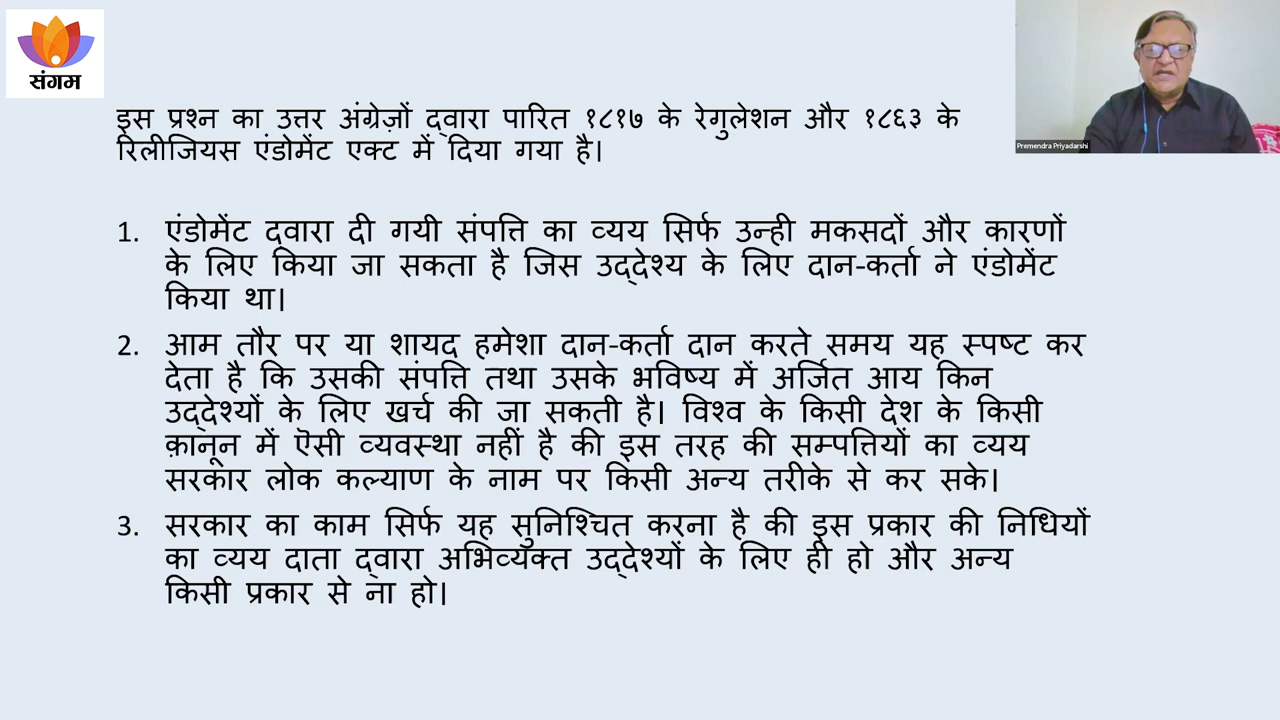 संगम
Premendra Priyadarshi
इस प्रश्न का उत्तर अंग्रेज़ों द्वारा पारित १८१७ के रेगुलेशन और १८६३ के
रिलीजियस एंडोमेंट एक्ट में दिया गया है।
1. एंडोमेंट द्वारा दी गयी संपत्ति का व्यय सिर्फ उन्ही मकसदों और कारणों
के लिए किया जा सकता है जिस उद्देश्य के लिए दान-कर्ता ने एंडोमेंट
किया था।
2. आम तौर पर या शायद हमेशा दान-कर्ता दान करते समय यह स्पष्ट कर
देता है कि उसकी संपत्ति तथा उसके भविष्य में अर्जित आय किन
उद्देश्यों के लिए खर्च की जा सकती है। विश्व के किसी देश के किसी
क़ानून में ऎसी व्यवस्था नहीं है की इस तरह की सम्पत्तियों का व्यय
सरकार लोक कल्याण के नाम पर किसी अन्य तरीके से कर सके।
3. सरकार का काम सिर्फ यह सुनिश्चित करना है की इस प्रकार की निधियों
का व्यय दाता द्वारा अभिव्यक्त उद्देश्यों के लिए ही हो और अन्य
किसी प्रकार से ना हो।